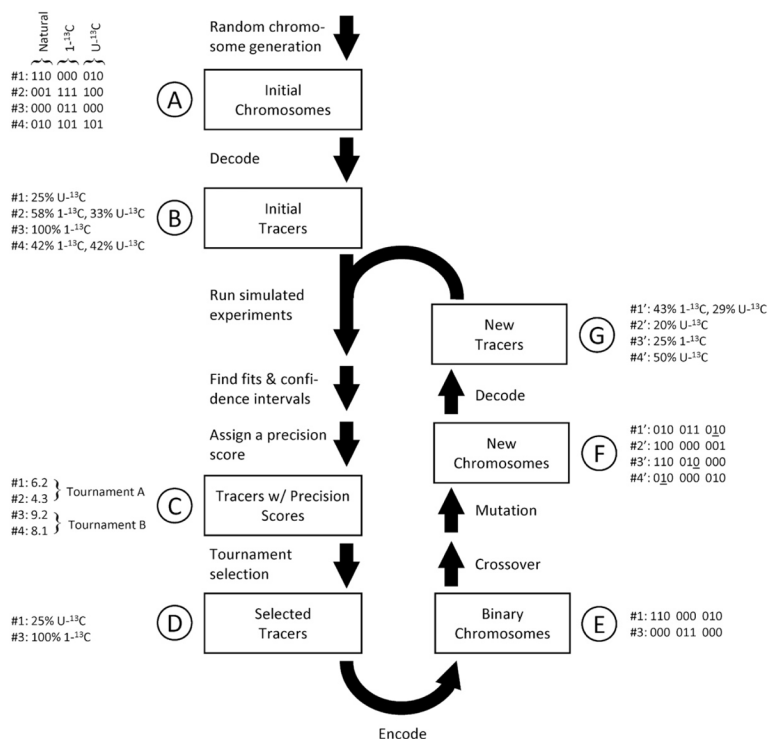 Random chromo-
some generation
Natural
1-¹³C
U-¹³C
#1: 110 000 010
#2: 001 111 100
#3: 000 011 000
#4: 010 101 101
A
Initial
Chromosomes
Decode
#1: 25% U-¹³C
#2: 58% 1-¹³C, 33% U-¹³C
#3: 100% 1-¹³C
#4: 42% 1-¹³C, 42% U-¹³C
B
Initial
Tracers
Run simulated
experiments
Find fits & confi-
dence intervals
Assign a precision
score
#1: 6.2
#2: 4.3
Tournament A
#3: 9.2
#4: 8.1
Tournament B
C
Tracers w/ Precision
Scores
Tournament
selection
#1: 25% U-¹³C
#3: 100% 1-¹³C
D
Selected
Tracers
Encode
Binary
Chromosomes
E
#1: 110 000 010
#3: 000 011 000
Crossover
Mutation
New
Chromosomes
F
#1′: 010 011 010
#2′: 100 000 001
#3′: 110 010 000
#4′: 010 000 010
Decode
New
Tracers
G
#1′: 43% 1-¹³C, 29% U-¹³C
#2′: 20% U-¹³C
#3′: 25% 1-¹³C
#4′: 50% U-¹³C